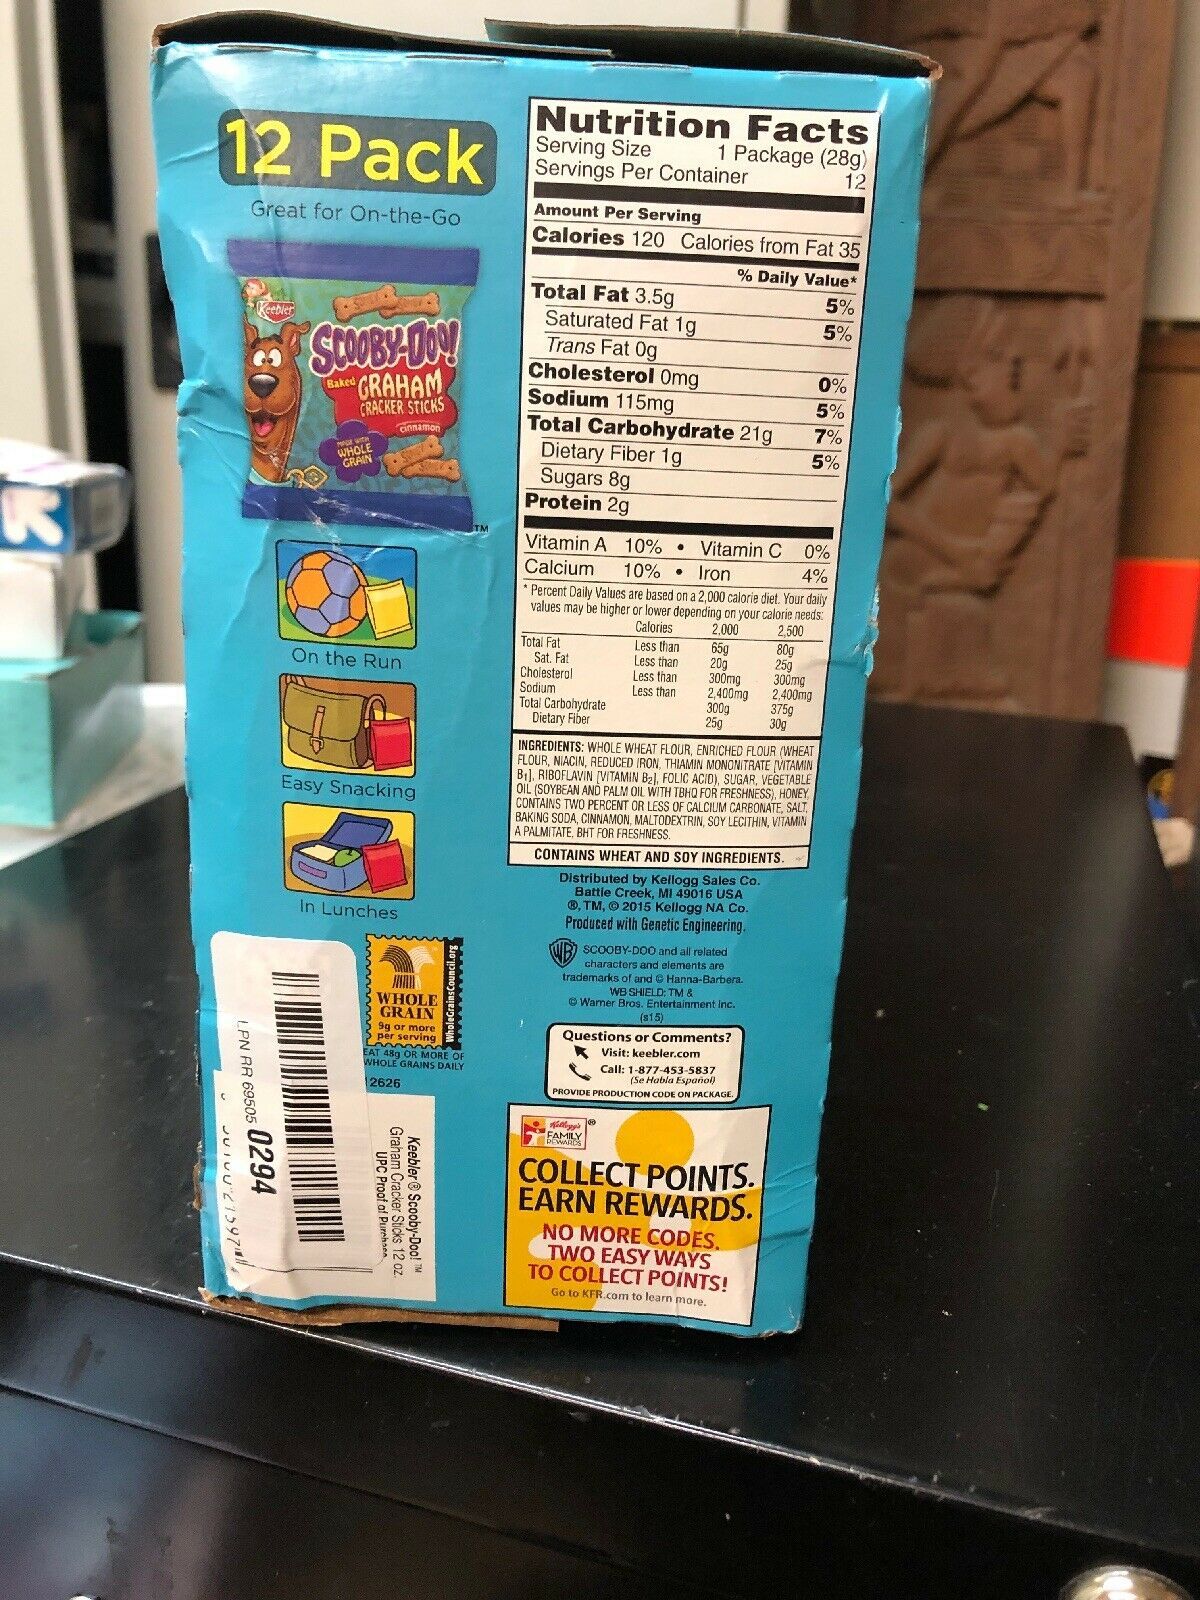 12 Pack
Great for On-the-Go
Keebler
SCOOBY-DOO!
Baked GRAHAM
CRACKER STICKS
cinnamon
MADE WITH
WHOLE
GRAIN
TM
On the Run
Easy Snacking
In Lunches
Nutrition Facts
Serving Size 1 Package (28g)
Servings Per Container 12
Amount Per Serving
Calories 120 Calories from Fat 35
% Daily Value*
Total Fat 3.5g 5%
Saturated Fat 1g 5%
Trans Fat 0g
Cholesterol 0mg 0%
Sodium 115mg 5%
Total Carbohydrate 21g 7%
Dietary Fiber 1g 5%
Sugars 8g
Protein 2g
Vitamin A 10% • Vitamin C 0%
Calcium 10% • Iron 4%
* Percent Daily Values are based on a 2,000 calorie diet. Your daily
values may be higher or lower depending on your calorie needs:
Calories 2,000 2,500
Total Fat Less than 65g 80g
Sat. Fat Less than 20g 25g
Cholesterol Less than 300mg 300mg
Sodium Less than 2,400mg 2,400mg
Total Carbohydrate 300g 375g
Dietary Fiber 25g 30g
INGREDIENTS: WHOLE WHEAT FLOUR, ENRICHED FLOUR (WHEAT
FLOUR, NIACIN, REDUCED IRON, THIAMIN MONONITRATE [VITAMIN
B1], RIBOFLAVIN [VITAMIN B2], FOLIC ACID), SUGAR, VEGETABLE
OIL (SOYBEAN AND PALM OIL WITH TBHQ FOR FRESHNESS), HONEY,
CONTAINS TWO PERCENT OR LESS OF CALCIUM CARBONATE, SALT,
BAKING SODA, CINNAMON, MALTODEXTRIN, SOY LECITHIN, VITAMIN
A PALMITATE, BHT FOR FRESHNESS.
CONTAINS WHEAT AND SOY INGREDIENTS.
Distributed by Kellogg Sales Co.
Battle Creek, MI 49016 USA
®, TM, © 2015 Kellogg NA Co.
Produced with Genetic Engineering.
WB
SCOOBY-DOO and all related
characters and elements are
trademarks of and © Hanna-Barbera.
WB SHIELD: TM &
© Warner Bros. Entertainment Inc.
(s15)
Questions or Comments?
Visit: keebler.com
Call: 1-877-453-5837
(Se Habla Español)
PROVIDE PRODUCTION CODE ON PACKAGE.
Kellogg's ®
FAMILY
REWARDS
COLLECT POINTS.
EARN REWARDS.
NO MORE CODES.
TWO EASY WAYS
TO COLLECT POINTS!
Go to KFR.com to learn more.
WHOLE
GRAIN
9g or more
per serving
WholeGrainsCouncil.org
EAT 48g OR MORE OF
WHOLE GRAINS DAILY
12626
LPN RR 69505 0294
Keebler® Scooby-Doo!™
Graham Cracker Sticks 12 oz.
UPC Proof of Purchase